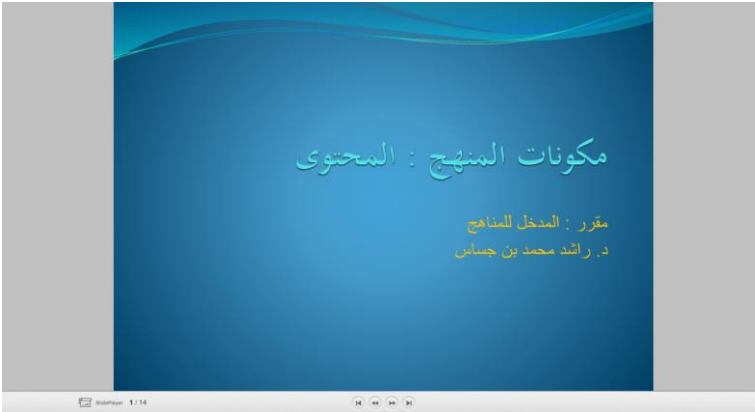 مكونات المنهج : المحتوى
مقرر : المدخل للمناهج
د. راشد محمد بن جساس
SlidePlayer 1 / 14